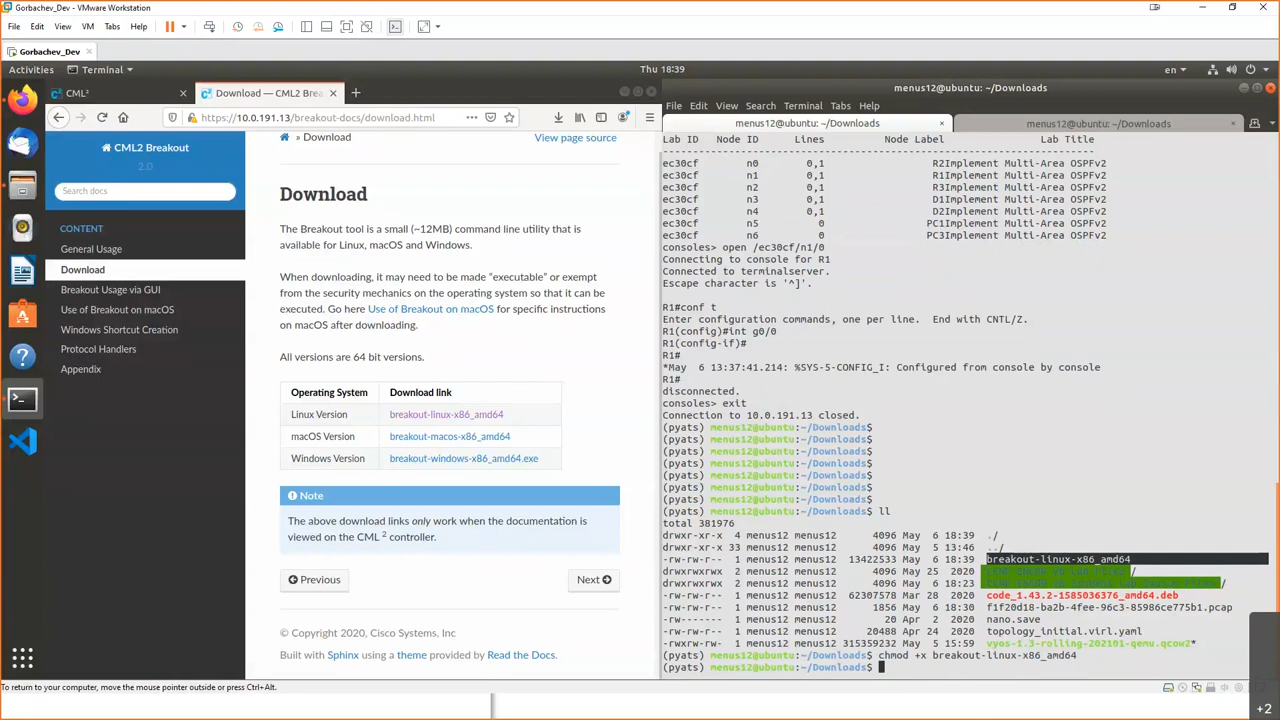 Gorbachev_Dev - VMware Workstation
File Edit View VM Tabs Help
Gorbachev_Dev
Activities Terminal Thu 18:39 en
CML² Download — CML2 Brea
https://10.0.191.13/breakout-docs/download.html
CML2 Breakout
2.0
Search docs
CONTENT
General Usage
Download
Breakout Usage via GUI
Use of Breakout on macOS
Windows Shortcut Creation
Protocol Handlers
Appendix
» Download View page source
Download
The Breakout tool is a small (~12MB) command line utility that is
available for Linux, macOS and Windows.
When downloading, it may need to be made “executable” or exempt
from the security mechanics on the operating system so that it can be
executed. Go here Use of Breakout on macOS for specific instructions
on macOS after downloading.
All versions are 64 bit versions.
Operating System Download link
Linux Version breakout-linux-x86_amd64
macOS Version breakout-macos-x86_amd64
Windows Version breakout-windows-x86_amd64.exe
Note
The above download links only work when the documentation is
viewed on the CML 2 controller.
Previous Next
© Copyright 2020, Cisco Systems, Inc
Built with Sphinx using a theme provided by Read the Docs.
menus12@ubuntu: ~/Downloads
File Edit View Search Terminal Tabs Help
menus12@ubuntu: ~/Downloads menus12@ubuntu: ~/Downloads
Lab ID Node ID Lines Node Label Lab Title
ec30cf n0 0,1 R2Implement Multi-Area OSPFv2
ec30cf n1 0,1 R1Implement Multi-Area OSPFv2
ec30cf n2 0,1 R3Implement Multi-Area OSPFv2
ec30cf n3 0,1 D1Implement Multi-Area OSPFv2
ec30cf n4 0,1 D2Implement Multi-Area OSPFv2
ec30cf n5 0 PC1Implement Multi-Area OSPFv2
ec30cf n6 0 PC3Implement Multi-Area OSPFv2
consoles> open /ec30cf/n1/0
Connecting to console for R1
Connected to terminalserver.
Escape character is '^]'.
R1#conf t
Enter configuration commands, one per line. End with CNTL/Z.
R1(config)#int g0/0
R1(config-if)#
R1#
*May 6 13:37:41.214: %SYS-5-CONFIG_I: Configured from console by console
R1#
disconnected.
consoles> exit
Connection to 10.0.191.13 closed.
(pyats) menus12@ubuntu:~/Downloads$
(pyats) menus12@ubuntu:~/Downloads$
(pyats) menus12@ubuntu:~/Downloads$
(pyats) menus12@ubuntu:~/Downloads$
(pyats) menus12@ubuntu:~/Downloads$
(pyats) menus12@ubuntu:~/Downloads$
(pyats) menus12@ubuntu:~/Downloads$
(pyats) menus12@ubuntu:~/Downloads$ ll
total 381976
drwxr-xr-x 4 menus12 menus12 4096 May 6 18:39 ./
drwxr-xr-x 33 menus12 menus12 4096 May 5 13:46 ../
-rw-rw-r-- 1 menus12 menus12 13422533 May 6 18:39 breakout-linux-x86_amd64
drwxrwxrwx 2 menus12 menus12 4096 May 25 2020 /
drwxrwxrwx 2 menus12 menus12 4096 May 6 18:23 /
-rw-rw-r-- 1 menus12 menus12 62307578 Mar 28 2020 code_1.43.2-1585036376_amd64.deb
-rw-rw-r-- 1 menus12 menus12 1856 May 6 18:30 f1f20d18-ba2b-4fee-96c3-85986ce775b1.pcap
-rw-rw-r-- 1 menus12 menus12 20 Apr 2 2020 nano.save
-rw-rw-r-- 1 menus12 menus12 20488 Apr 24 2020 topology_initial.virl.yaml
-rwxrw-r-- 1 menus12 menus12 315359232 May 5 15:59 vyos-1.3-rolling-202101-qemu.qcow2*
(pyats) menus12@ubuntu:~/Downloads$ chmod +x breakout-linux-x86_amd64
(pyats) menus12@ubuntu:~/Downloads$
To return to your computer, move the mouse pointer outside or press Ctrl+Alt.
+2